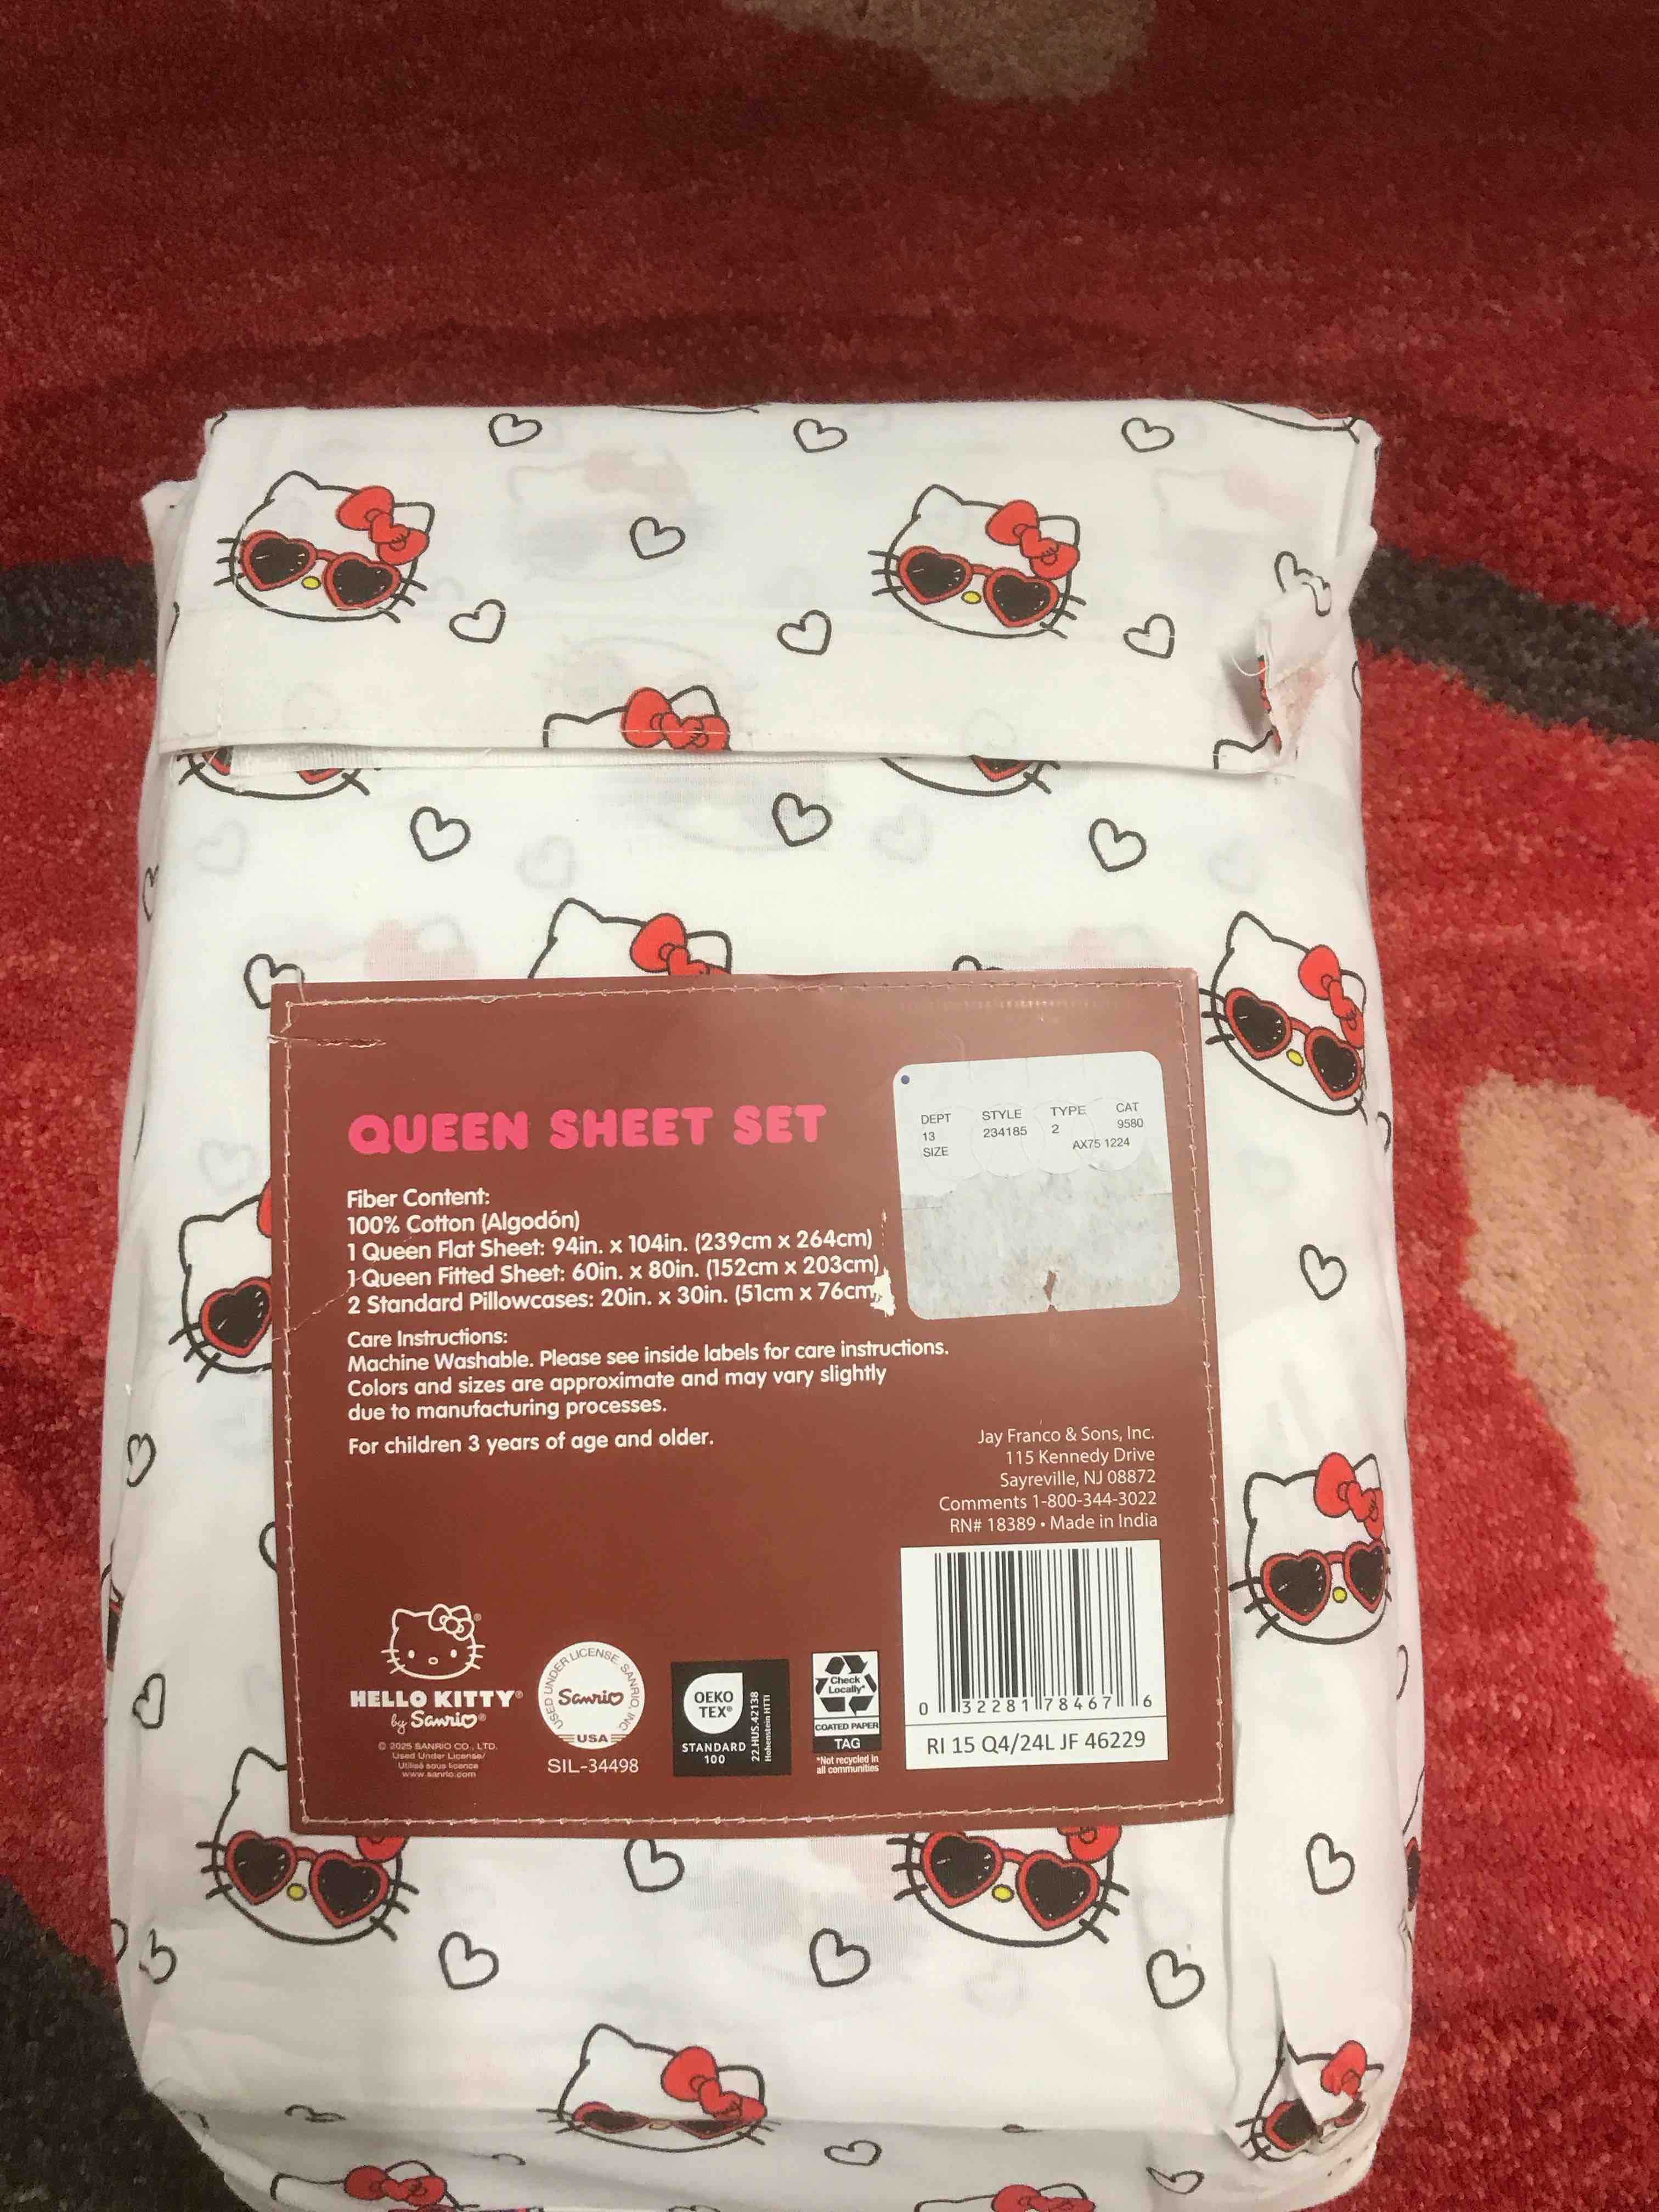 QUEEN SHEET SET
Fiber Content:
100% Cotton (Algodón)
1 Queen Flat Sheet: 94in. x 104in. (239cm x 264cm)
1 Queen Fitted Sheet: 60in. x 80in. (152cm x 203cm)
2 Standard Pillowcases: 20in. x 30in. (51cm x 76cm)
Care Instructions:
Machine Washable. Please see inside labels for care instructions.
Colors and sizes are approximate and may vary slightly
due to manufacturing processes.
For children 3 years of age and older.
DEPT STYLE TYPE CAT
13 234185 2 9580
SIZE AX75 1224
Jay Franco & Sons, Inc.
115 Kennedy Drive
Sayreville, NJ 08872
Comments 1-800-344-3022
RN# 18389 • Made in India
HELLO KITTY®
by Sanrio®
© 2025 SANRIO CO., LTD.
Used Under License/
Utilisé sous licence
www.sanrio.com
USED UNDER LICENSE. SANRIO, INC.
Sanrio
USA
SIL-34498
OEKO
TEX®
STANDARD
100
22.HUS.42138
Hohenstein HTTI
Check
Locally*
COATED PAPER
TAG
*Not recycled in
all communities
0 32281 78467 6
RI 15 Q4/24L JF 46229